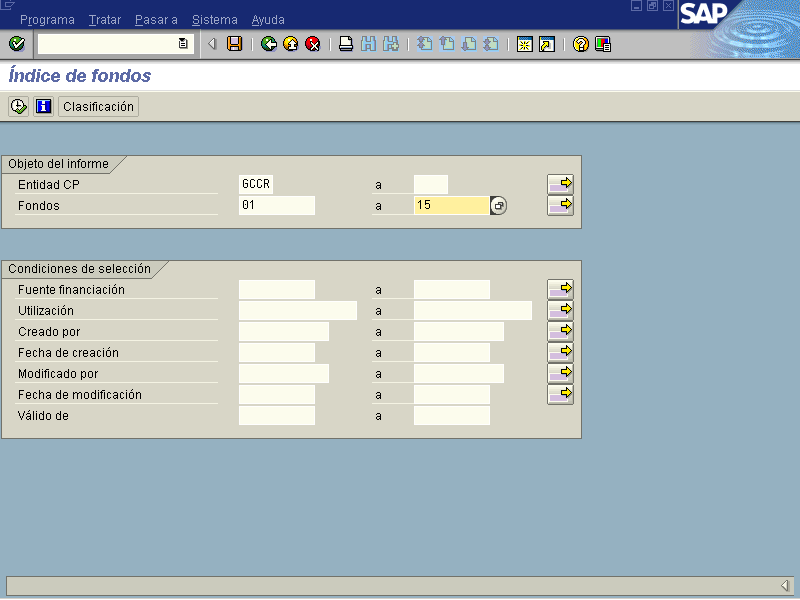 Programa Tratar Pasar a Sistema Ayuda
SAP
Índice de fondos
Clasificación
Objeto del informe
Entidad CP GCCR a
Fondos 01 a 15
Condiciones de selección
Fuente financiación a
Utilización a
Creado por a
Fecha de creación a
Modificado por a
Fecha de modificación a
Válido de a